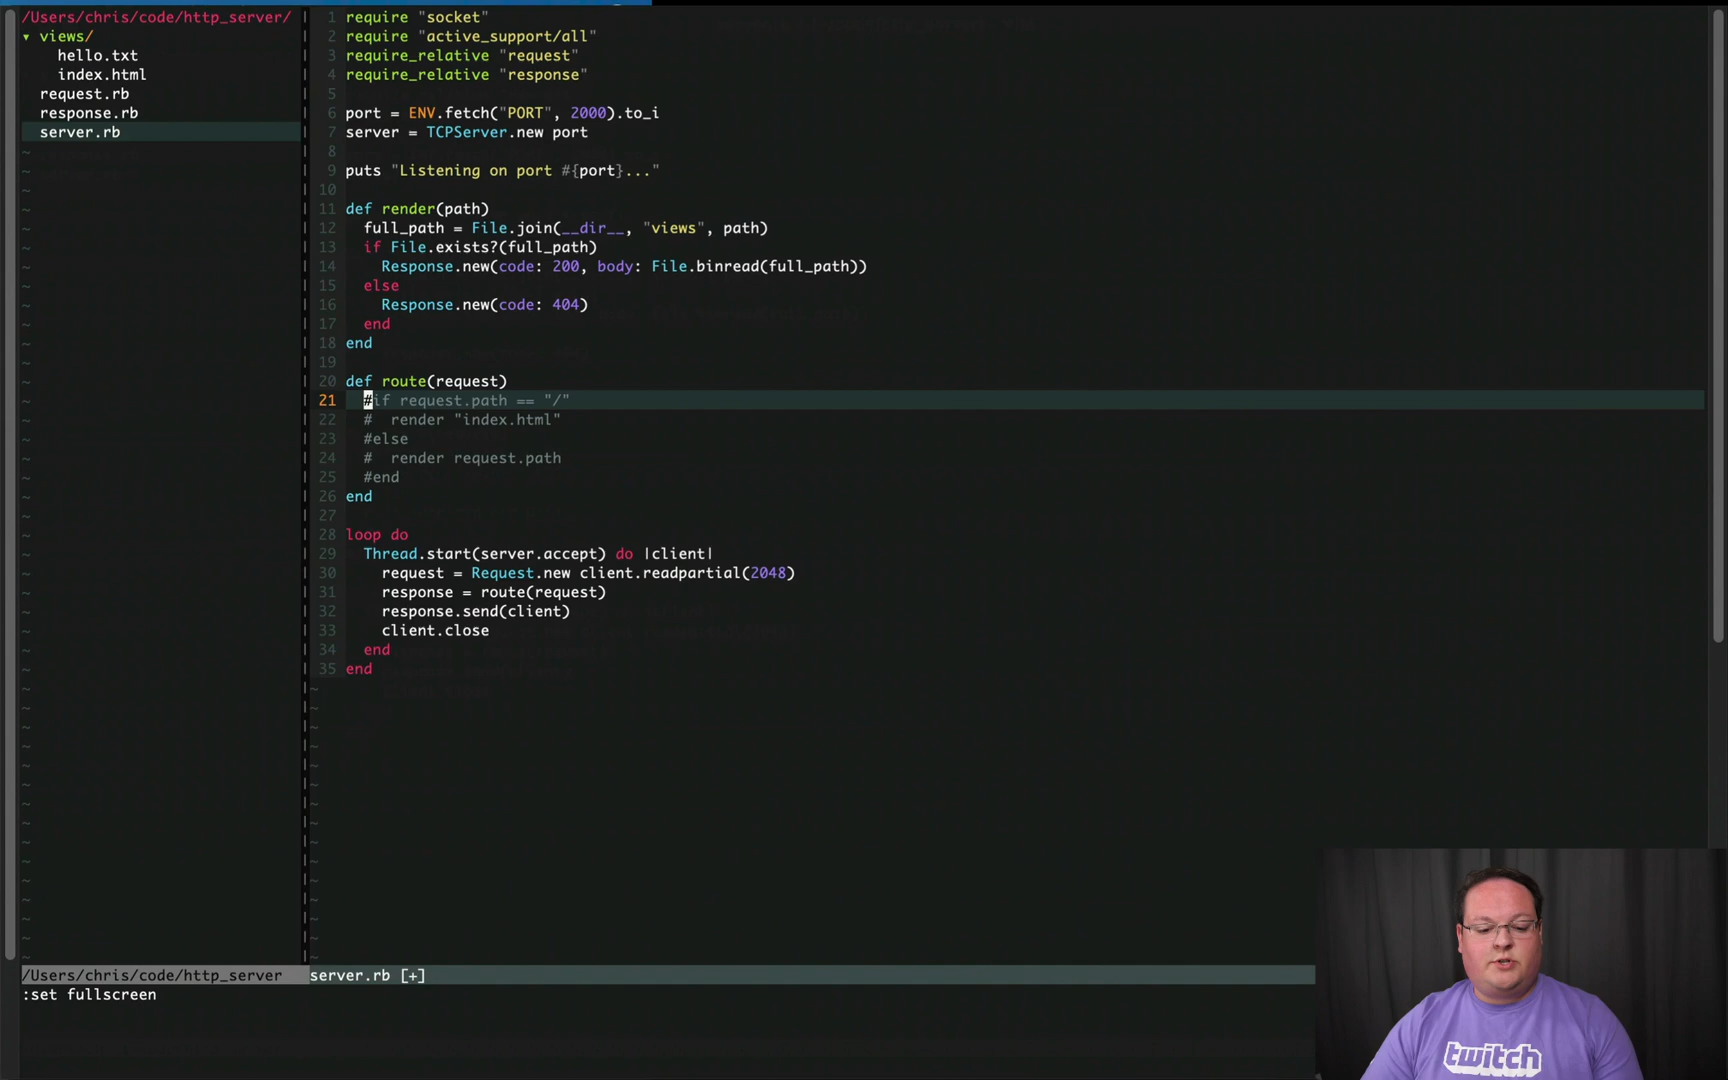 /Users/chris/code/http_server/
▾ views/
hello.txt
index.html
request.rb
response.rb
server.rb
1 require "socket"
2 require "active_support/all"
3 require_relative "request"
4 require_relative "response"
5
6 port = ENV.fetch("PORT", 2000).to_i
7 server = TCPServer.new port
8
9 puts "Listening on port #{port}..."
10
11 def render(path)
12   full_path = File.join(__dir__, "views", path)
13   if File.exists?(full_path)
14     Response.new(code: 200, body: File.binread(full_path))
15   else
16     Response.new(code: 404)
17   end
18 end
19
20 def route(request)
21   #if request.path == "/"
22   #  render "index.html"
23   #else
24   #  render request.path
25   #end
26 end
27
28 loop do
29   Thread.start(server.accept) do |client|
30     request = Request.new client.readpartial(2048)
31     response = route(request)
32     response.send(client)
33     client.close
34   end
35 end
/Users/chris/code/http_server
server.rb [+]
:set fullscreen
twitch